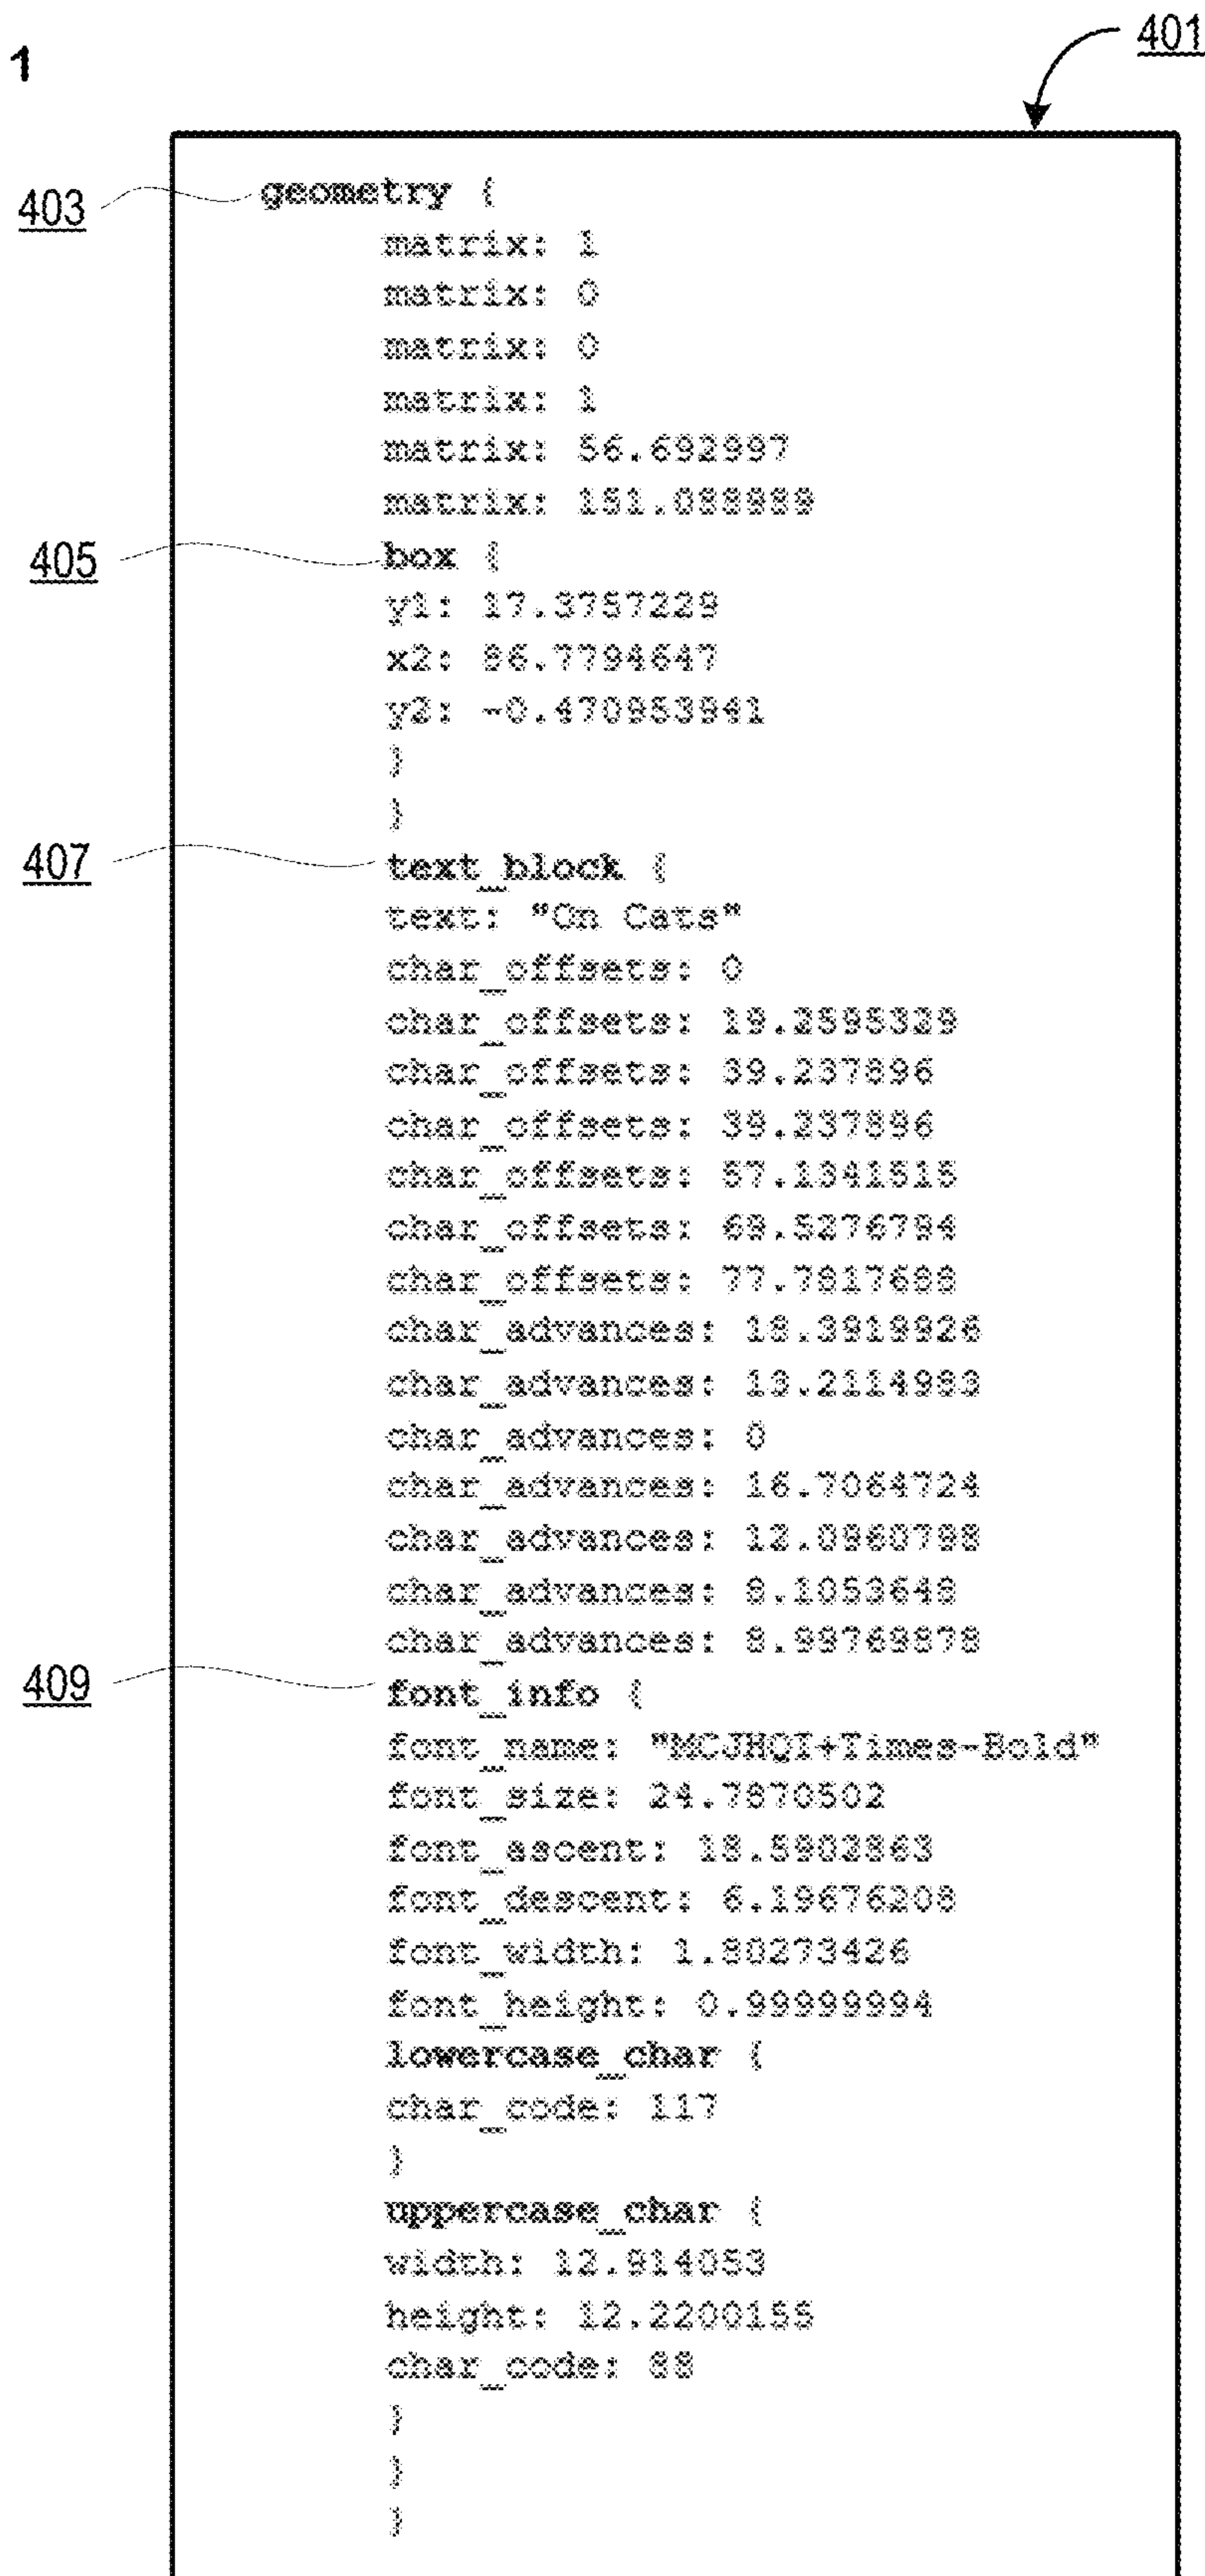 1
401
403
geometry {
matrix: 1
matrix: 0
matrix: 0
matrix: 1
matrix: 56.692997
matrix: 151.088989
405
box {
y1: 17.3757229
x2: 86.7794647
y2: -0.470953941
}
}
407
text_block {
text: "On Cats"
char_offsets: 0
char_offsets: 19.2595329
char_offsets: 39.237896
char_offsets: 39.237896
char_offsets: 57.1341515
char_offsets: 69.5276794
char_offsets: 77.7817688
char_advances: 18.3919926
char_advances: 13.2114983
char_advances: 0
char_advances: 16.7064724
char_advances: 12.0960798
char_advances: 8.1053648
char_advances: 8.99769878
409
font_info {
font_name: "MCJHQI+Times-Bold"
font_size: 24.7870502
font_ascent: 18.5902863
font_descent: 6.19676208
font_width: 1.80273426
font_height: 0.99999994
lowercase_char {
char_code: 117
}
uppercase_char {
width: 12.914053
height: 12.2200155
char_code: 88
}
}
}